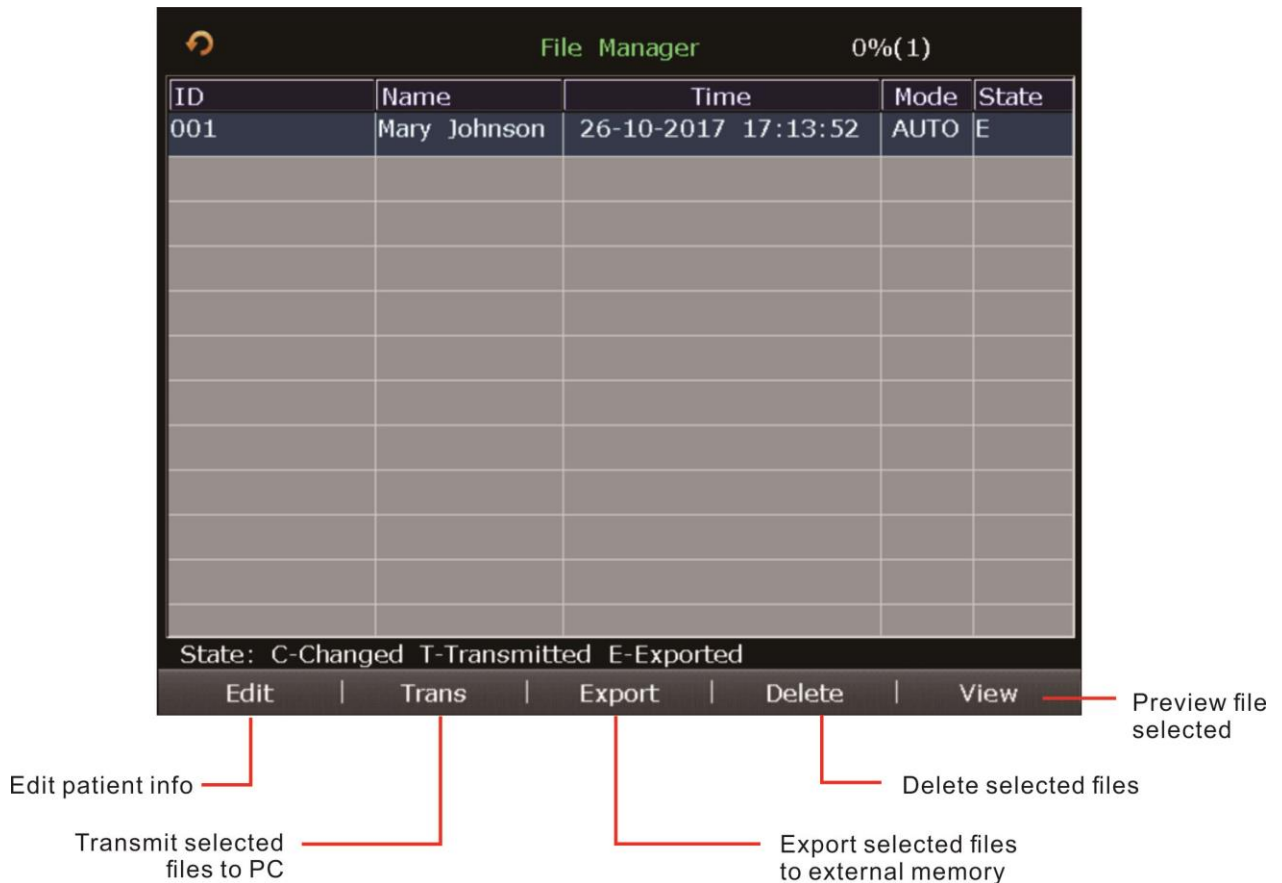 File Manager 0%(1)
ID Name Time Mode State
001 Mary Johnson 26-10-2017 17:13:52 AUTO E
State: C-Changed T-Transmitted E-Exported
Edit | Trans | Export | Delete | View
Preview file
selected
Edit patient info
Delete selected files
Transmit selected
files to PC
Export selected files
to external memory